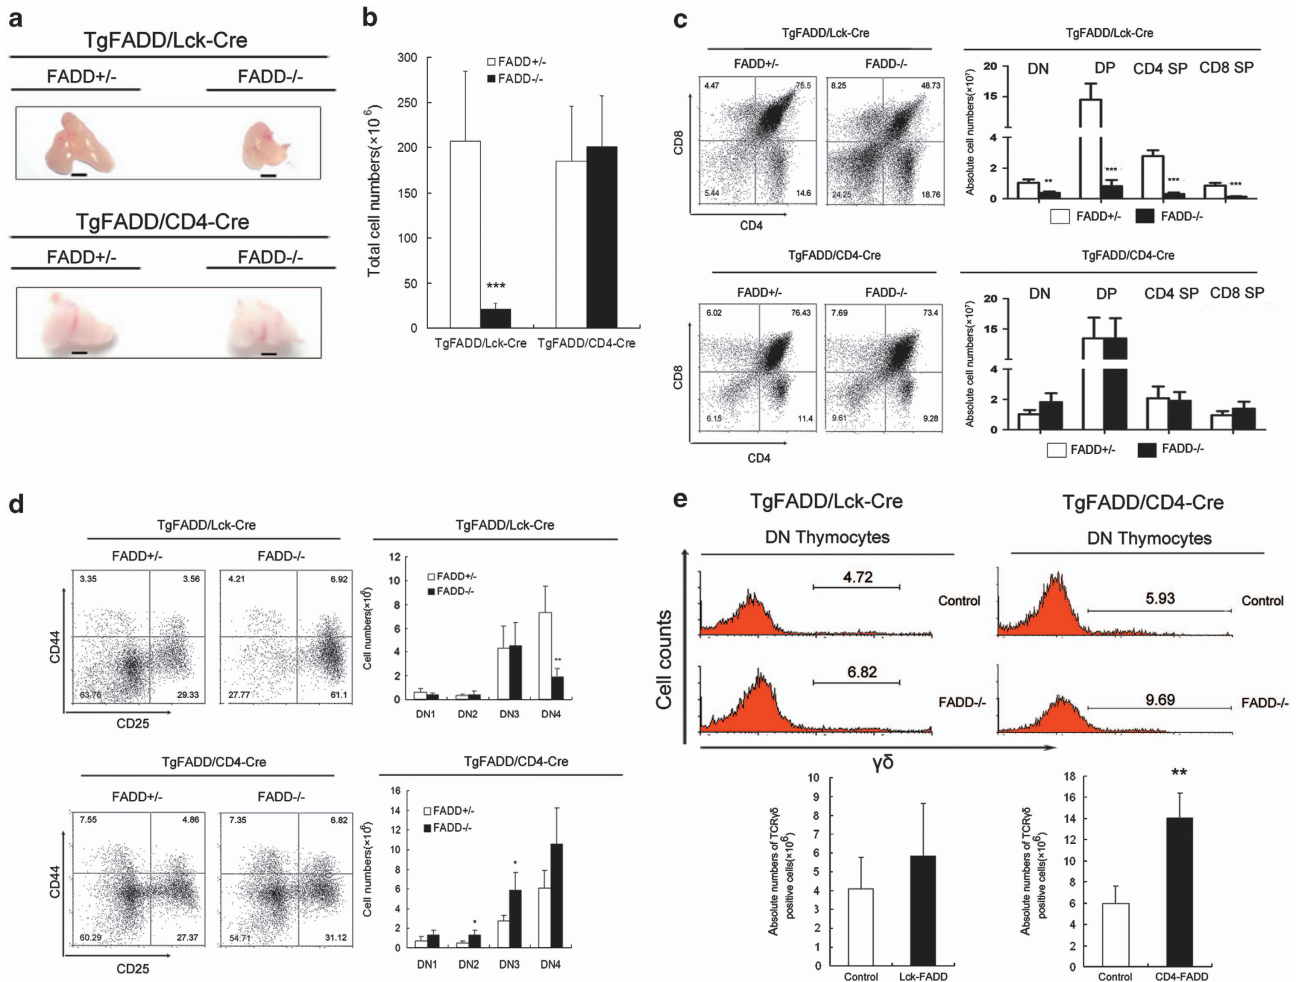 a
TgFADD/Lck-Cre
FADD+/-
FADD-/-
TgFADD/CD4-Cre
FADD+/-
FADD-/-
b
Total cell numbers(×10 6)
300
250
200
150
100
50
0
FADD+/-
FADD-/-
***
TgFADD/Lck-Cre
TgFADD/CD4-Cre
c
TgFADD/Lck-Cre
FADD+/-
FADD-/-
4.47
75.5
5.44
14.6
8.25
48.73
24.25
18.76
CD8
CD4
TgFADD/Lck-Cre
DN
DP
CD4 SP
CD8 SP
Absolute cell numbers(×10⁷)
20
15
4
2
0
**
***
***
***
FADD+/-
FADD-/-
TgFADD/CD4-Cre
FADD+/-
FADD-/-
6.02
76.43
6.15
11.4
7.69
73.4
9.61
9.28
CD8
CD4
TgFADD/CD4-Cre
DN
DP
CD4 SP
CD8 SP
Absolute cell numbers(×10⁷)
20
15
4
2
0
FADD+/-
FADD-/-
d
TgFADD/Lck-Cre
FADD+/-
FADD-/-
3.35
3.56
63.76
29.33
4.21
6.92
27.77
61.1
CD44
CD25
TgFADD/Lck-Cre
Cell numbers(×10⁶)
12
10
8
6
4
2
0
FADD+/-
FADD-/-
**
DN1
DN2
DN3
DN4
TgFADD/CD4-Cre
FADD+/-
FADD-/-
7.55
4.86
60.29
27.37
7.35
6.82
54.71
31.12
CD44
CD25
TgFADD/CD4-Cre
Cell numbers(×10⁶)
16
14
12
10
8
6
4
2
0
FADD+/-
FADD-/-
*
*
DN1
DN2
DN3
DN4
e
TgFADD/Lck-Cre
TgFADD/CD4-Cre
DN Thymocytes
DN Thymocytes
Cell counts
4.72
Control
5.93
Control
6.82
FADD-/-
9.69
FADD-/-
γδ
Absolute numbers of TCRγδ
positive cells(×10⁶)
10
9
8
7
6
5
4
3
2
1
0
Control
Lck-FADD
Absolute numbers of TCRγδ
positive cells(×10⁶)
18
16
14
12
10
8
6
4
2
0
**
Control
CD4-FADD